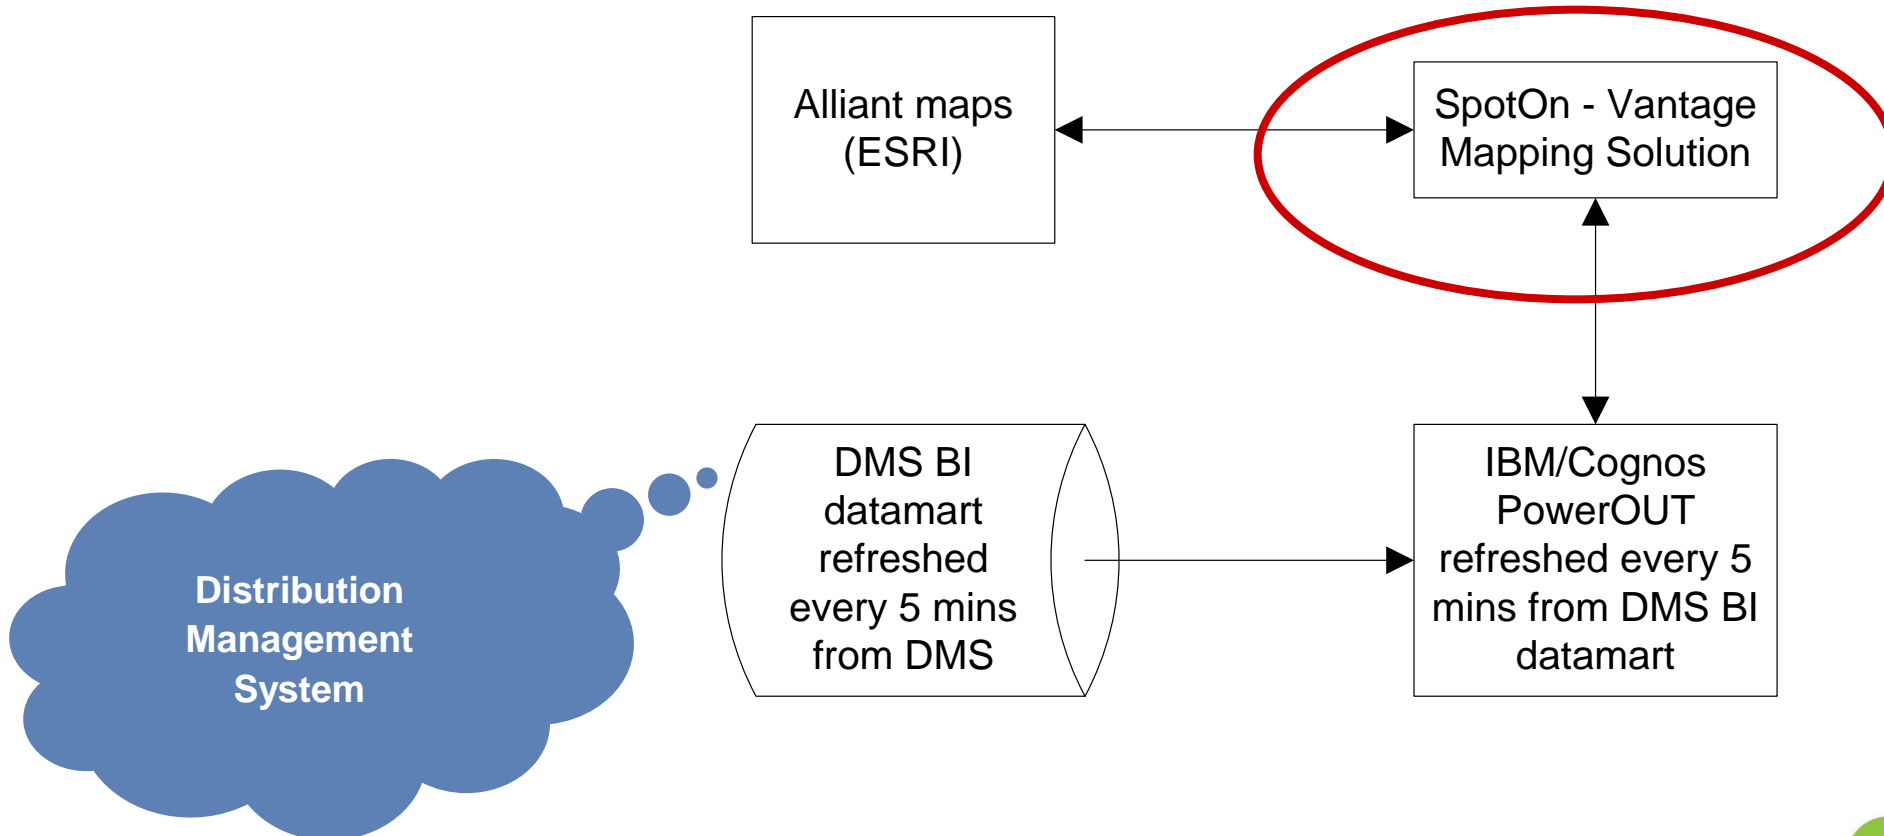 Alliant maps
(ESRI)
SpotOn - Vantage
Mapping Solution
Distribution
Management
System
DMS BI
datamart
refreshed
every 5 mins
from DMS
IBM/Cognos
PowerOUT
refreshed every 5
mins from DMS BI
datamart